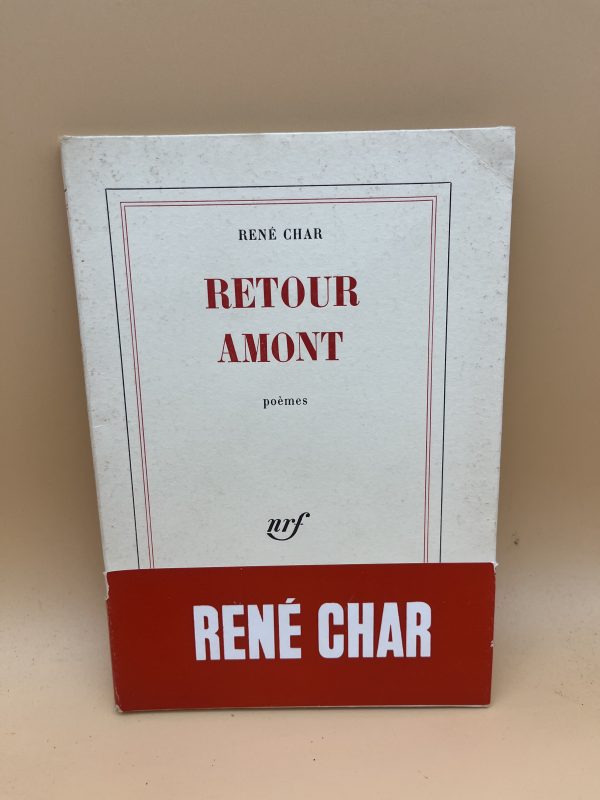 RENÉ CHAR
RETOUR
AMONT
poèmes
nrf
RENÉ CHAR